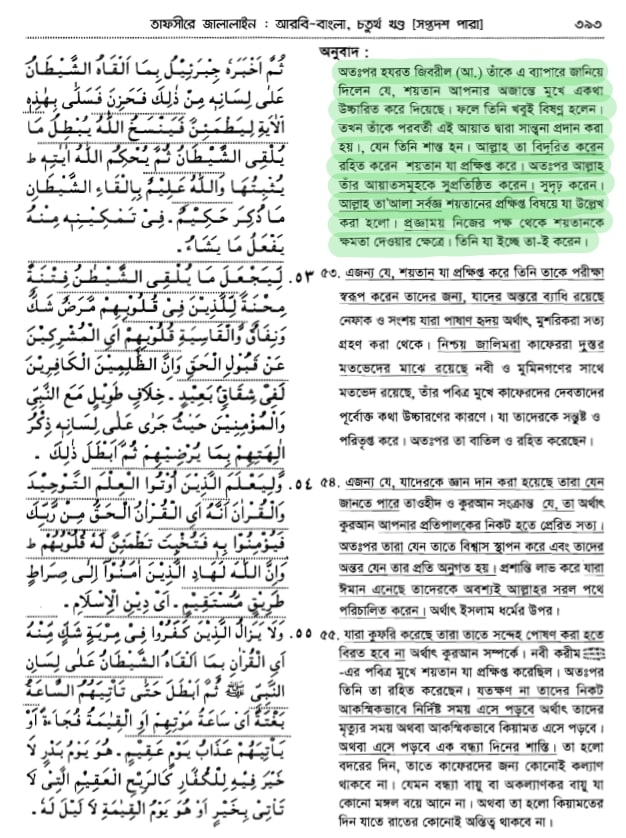 তাফসীরে জালালাইন : আরবি-বাংলা, চতুর্থ খণ্ড [সপ্তদশ পারা] ৩৯৩
ثُمَّ اَخْبَرَهٗ جِبْرَئِيْلُ بِمَا اَلْقَاهُ الشَّيْطَانُ
عَلٰى لِسَانِهٖ مِنْ ذٰلِكَ فَحَزِنَ فَسُلِّىَ بِهٰذِهِ
الْاٰيَةِ لِيَطْمَئِنَّ فَيَنْسَخُ اللّٰهُ يُبْطِلُ مَا
يُلْقِى الشَّيْطَانُ ثُمَّ يُحْكِمُ اللّٰهُ اٰيٰتِهٖ ط
يُثَبِّتُهَا وَاللّٰهُ عَلِيْمٌ بِاِلْقَاءِ الشَّيْطَانِ
مَا ذُكِرَ حَكِيْمٌ . فِىْ تَمْكِيْنِهٖ مِنْهُ
يَفْعَلُ مَا يَشَاءُ .
৫৩. لِيَجْعَلَ مَا يُلْقِى الشَّيْطٰنُ فِتْنَةً
مِحْنَةً لِّلَّذِيْنَ فِىْ قُلُوْبِهِمْ مَّرَضٌ شَكٌّ
وَنِفَاقٌ وَّالْقَاسِيَةِ قُلُوْبُهُمْ اَىِ الْمُشْرِكِيْنَ
عَنْ قَبُوْلِ الْحَقِّ وَاِنَّ الظّٰلِمِيْنَ الْكَافِرِيْنَ
لَفِىْ شِقَاقٍ بَعِيْدٍ . خِلَافٍ طَوِيْلٍ مَعَ النَّبِىِّ
وَالْمُؤْمِنِيْنَ حَيْثُ جَرٰى عَلٰى لِسَانِهٖ ذِكْرُ
اٰلِهَتِهِمْ بِمَا يُرْضِيْهِمْ ثُمَّ اَبْطَلَ ذٰلِكَ .
৫৪. وَلِيَعْلَمَ الَّذِيْنَ اُوْتُوا الْعِلْمَ التَّوْحِيْدَ
وَالْقُرْاٰنَ اَنَّهُ اَىِ الْقُرْاٰنُ الْحَقُّ مِنْ رَّبِّكَ
فَيُؤْمِنُوْا بِهٖ فَتُخْبِتَ تَطْمَئِنَّ لَهٗ قُلُوْبُهُمْ ط
وَاِنَّ اللّٰهَ لَهَادِ الَّذِيْنَ اٰمَنُوْا اِلٰى صِرَاطٍ
طَرِيْقٍ مُّسْتَقِيْمٍ . اَىْ دِيْنِ الْاِسْلَامِ .
৫৫. وَلَا يَزَالُ الَّذِيْنَ كَفَرُوْا فِىْ مِرْيَةٍ شَكٍّ مِّنْهُ
اَىِ الْقُرْاٰنِ بِمَا اَلْقَاهُ الشَّيْطَانُ عَلٰى لِسَانِ
النَّبِىِّ ﷺ ثُمَّ اُبْطِلَ حَتّٰى تَاْتِيَهُمُ السَّاعَةُ
بَغْتَةً اَىْ سَاعَةُ مَوْتِهِمْ اَوِ الْقِيٰمَةُ فُجَاءَةً اَوْ
يَاْتِيَهُمْ عَذَابُ يَوْمٍ عَقِيْمٍ . هُوَ يَوْمُ بَدْرٍ لَا
خَيْرَ فِيْهِ لِلْكُفَّارِ كَالرِّيْحِ الْعَقِيْمِ الَّتِىْ لَا
تَاْتِىْ بِخَيْرٍ اَوْ هُوَ يَوْمُ الْقِيٰمَةِ لَا لَيْلَ لَهٗ .
অনুবাদ :
অতঃপর হযরত জিবরীল (আ.) তাঁকে এ ব্যাপারে জানিয়ে
দিলেন যে, শয়তান আপনার অজান্তে মুখে একথা
উচ্চারিত করে দিয়েছে। ফলে তিনি খুবই বিষণ্ন হলেন।
তখন তাঁকে পরবর্তী এই আয়াত দ্বারা সান্ত্বনা প্রদান করা
হয়।, যেন তিনি শান্ত হন। আল্লাহ তা বিদূরিত করেন
রহিত করেন শয়তান যা প্রক্ষিপ্ত করে। অতঃপর আল্লাহ
তাঁর আয়াতসমূহকে সুপ্রতিষ্ঠিত করেন। সুদৃঢ় করেন।
আল্লাহ তা'আলা সর্বজ্ঞ শয়তানের প্রক্ষিপ্ত বিষয়ে যা উল্লেখ
করা হলো। প্রজ্ঞাময় নিজের পক্ষ থেকে শয়তানকে
ক্ষমতা দেওয়ার ক্ষেত্রে। তিনি যা ইচ্ছে তা-ই করেন।
৫৩. এজন্য যে, শয়তান যা প্রক্ষিপ্ত করে তিনি তাকে পরীক্ষা
স্বরূপ করেন তাদের জন্য, যাদের অন্তরে ব্যাধি রয়েছে
নেফাক ও সংশয় যারা পাষাণ হৃদয় অর্থাৎ, মুশরিকরা সত্য
গ্রহণ করা থেকে। নিশ্চয় জালিমরা কাফেররা দুস্তর
মতভেদের মাঝে রয়েছে নবী ও মুমিনগণের সাথে
মতভেদ রয়েছে, তাঁর পবিত্র মুখে কাফেরদের দেবতাদের
পূর্বোক্ত কথা উচ্চারণের কারণে। যা তাদেরকে সন্তুষ্ট ও
পরিতৃপ্ত করে। অতঃপর তা বাতিল ও রহিত করেছেন।
৫৪. এজন্য যে, যাদেরকে জ্ঞান দান করা হয়েছে তারা যেন
জানতে পারে তাওহীদ ও কুরআন সংক্রান্ত যে, তা অর্থাৎ
কুরআন আপনার প্রতিপালকের নিকট হতে প্রেরিত সত্য।
অতঃপর তারা যেন তাতে বিশ্বাস স্থাপন করে এবং তাদের
অন্তর যেন তার প্রতি অনুগত হয়। প্রশান্তি লাভ করে যারা
ঈমান এনেছে তাদেরকে অবশ্যই আল্লাহর সরল পথে
পরিচালিত করেন। অর্থাৎ ইসলাম ধর্মের উপর।
৫৫. যারা কুফরি করেছে তারা তাতে সন্দেহ পোষণ করা হতে
বিরত হবে না অর্থাৎ কুরআন সম্পর্কে। নবী করীম ﷺ
-এর পবিত্র মুখে শয়তান যা প্রক্ষিপ্ত করেছিল। অতঃপর
তিনি তা রহিত করেছেন। যতক্ষণ না তাদের নিকট
আকস্মিকভাবে নির্দিষ্ট সময় এসে পড়বে অর্থাৎ তাদের
মৃত্যুর সময় অথবা আকস্মিকভাবে কিয়ামত এসে পড়বে।
অথবা এসে পড়বে এক বন্ধ্যা দিনের শাস্তি। তা হলো
বদরের দিন, তাতে কাফেরদের জন্য কোনোই কল্যাণ
থাকবে না। যেমন বন্ধ্যা বায়ু বা অকল্যাণকর বায়ু যা
কোনো মঙ্গল বয়ে আনে না। অথবা তা হলো কিয়ামতের
দিন যাতে রাতের কোনোই অস্তিত্ব থাকবে না।